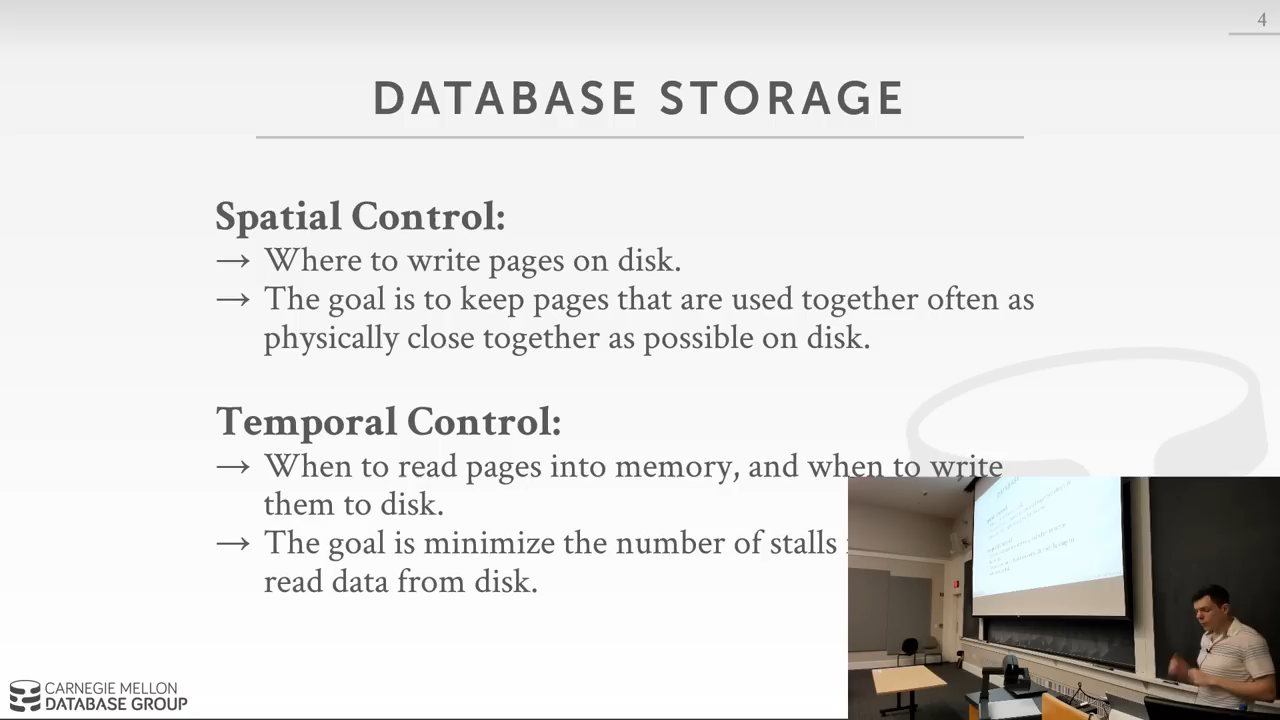 4
DATABASE STORAGE
Spatial Control:
→ Where to write pages on disk.
→ The goal is to keep pages that are used together often as
physically close together as possible on disk.
Temporal Control:
→ When to read pages into memory, and when to write
them to disk.
→ The goal is minimize the number of stalls
read data from disk.
CARNEGIE MELLON
DATABASE GROUP